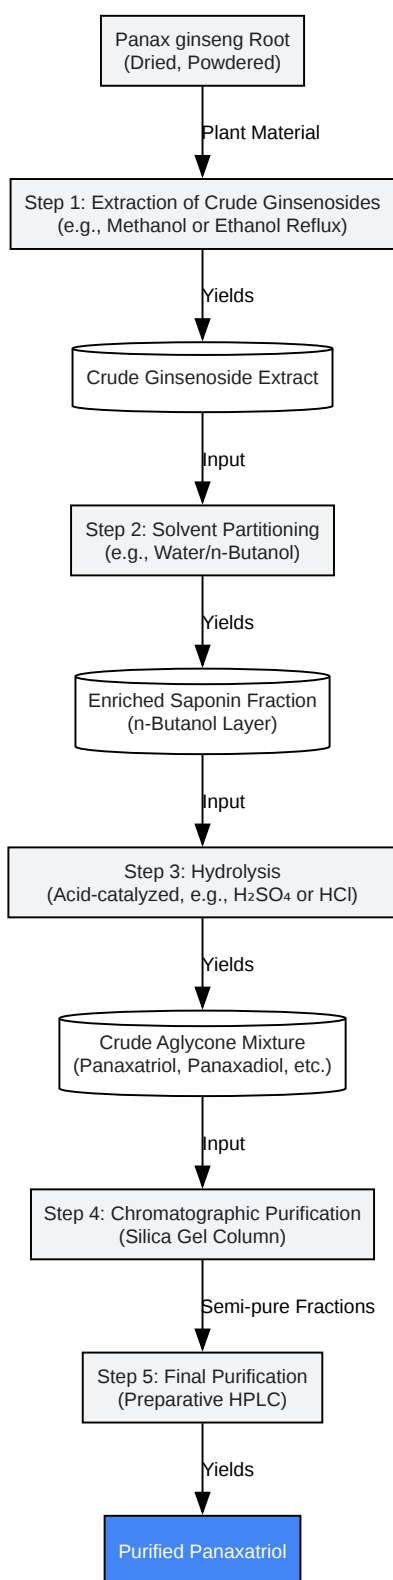 Panax ginseng Root
(Dried, Powdered)
Plant Material
Step 1: Extraction of Crude Ginsenosides
(e.g., Methanol or Ethanol Reflux)
Yields
Crude Ginsenoside Extract
Input
Step 2: Solvent Partitioning
(e.g., Water/n-Butanol)
Yields
Enriched Saponin Fraction
(n-Butanol Layer)
Input
Step 3: Hydrolysis
(Acid-catalyzed, e.g., H₂SO₄ or HCl)
Yields
Crude Aglycone Mixture
(Panaxatriol, Panaxadiol, etc.)
Input
Step 4: Chromatographic Purification
(Silica Gel Column)
Semi-pure Fractions
Step 5: Final Purification
(Preparative HPLC)
Yields
Purified Panaxatriol